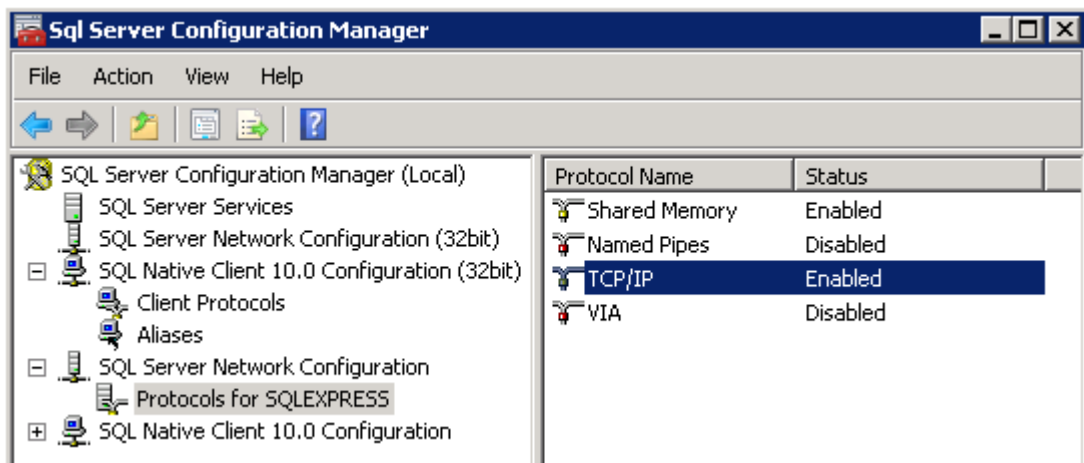 Sql Server Configuration Manager
File Action View Help
SQL Server Configuration Manager (Local)
SQL Server Services
SQL Server Network Configuration (32bit)
SQL Native Client 10.0 Configuration (32bit)
Client Protocols
Aliases
SQL Server Network Configuration
Protocols for SQLEXPRESS
SQL Native Client 10.0 Configuration
Protocol Name Status
Shared Memory Enabled
Named Pipes Disabled
TCP/IP Enabled
VIA Disabled